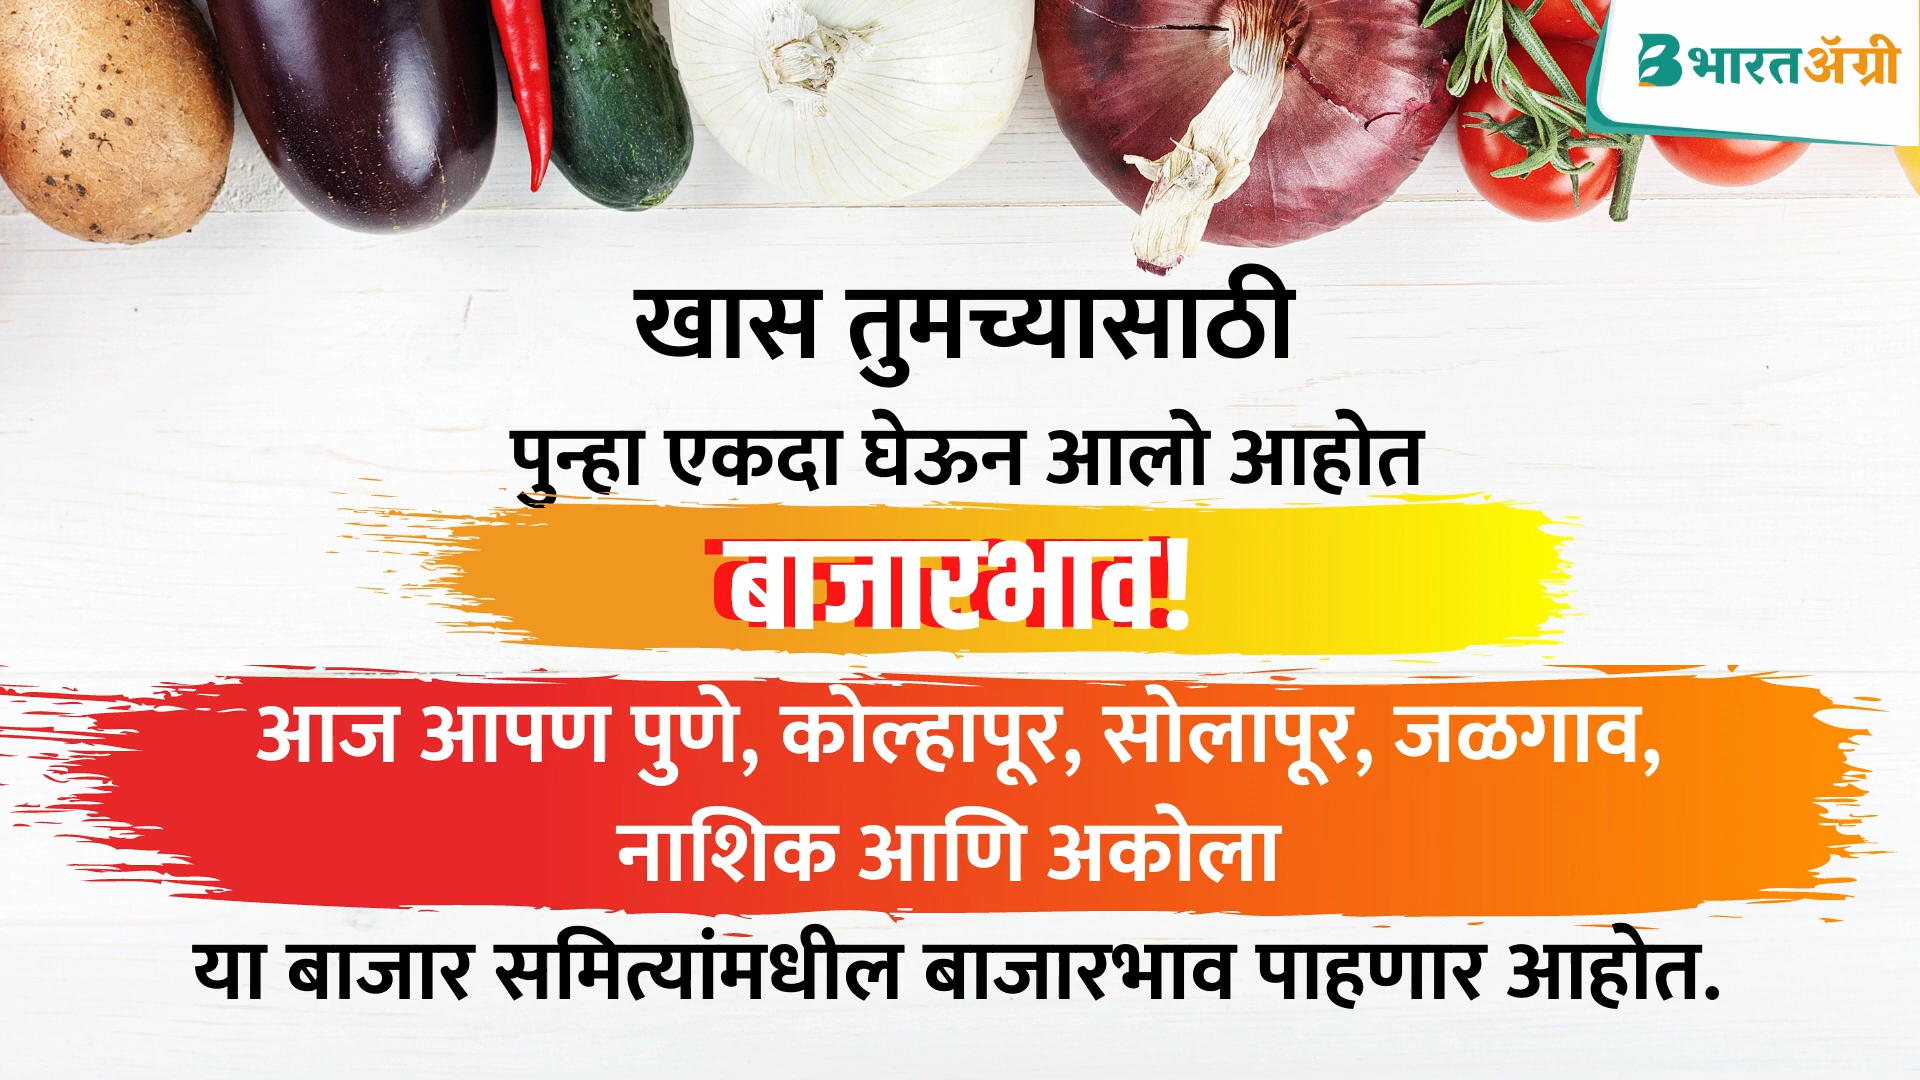 भारतॲग्री
खास तुमच्यासाठी
पुन्हा एकदा घेऊन आलो आहोत
बाजारभाव!
आज आपण पुणे, कोल्हापूर, सोलापूर, जळगाव,
नाशिक आणि अकोला
या बाजार समित्यांमधील बाजारभाव पाहणार आहोत.